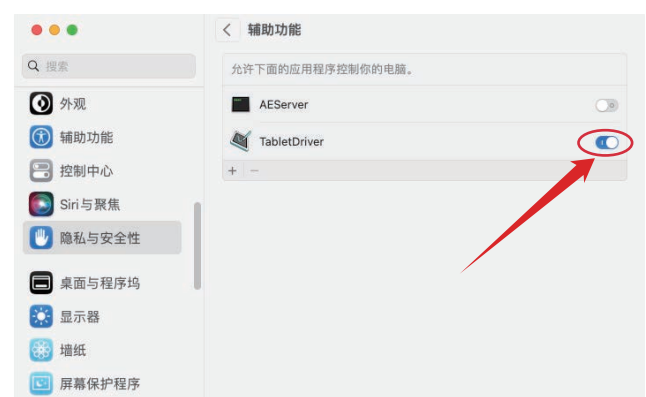 辅助功能
搜索
允许下面的应用程序控制你的电脑。
外观
AEServer
辅助功能
TabletDriver
控制中心
+ −
Siri与聚焦
隐私与安全性
桌面与程序坞
显示器
墙纸
屏幕保护程序